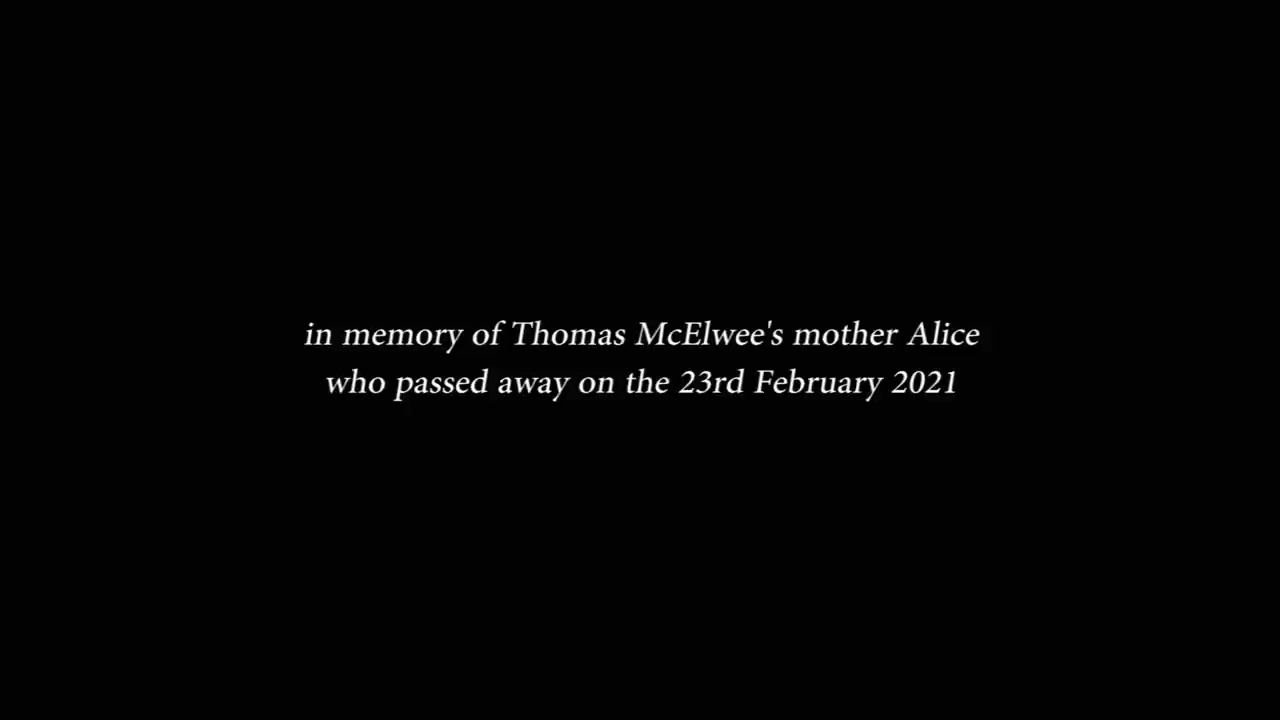 in memory of Thomas McElwee's mother Alice
who passed away on the 23rd February 2021